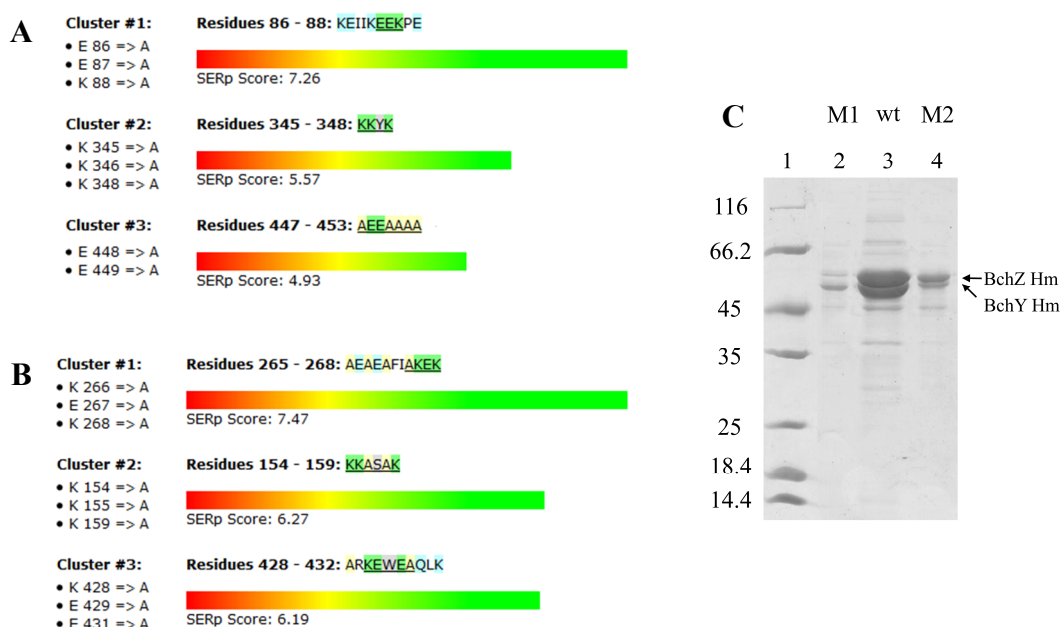 A
Cluster #1: Residues 86 - 88: KEIIKEEKPE
• E 86 => A
• E 87 => A
• K 88 => A
SERp Score: 7.26
Cluster #2: Residues 345 - 348: KKYK
• K 345 => A
• K 346 => A
• K 348 => A
SERp Score: 5.57
Cluster #3: Residues 447 - 453: AEEAAAA
• E 448 => A
• E 449 => A
SERp Score: 4.93
B
Cluster #1: Residues 265 - 268: AEAEAFIAKEK
• K 266 => A
• E 267 => A
• K 268 => A
SERp Score: 7.47
Cluster #2: Residues 154 - 159: KKASAK
• K 154 => A
• K 155 => A
• K 159 => A
SERp Score: 6.27
Cluster #3: Residues 428 - 432: ARKEWEAQLK
• K 428 => A
• E 429 => A
• E 431 => A
SERp Score: 6.19
C
M1 wt M2
1 2 3 4
116
66.2
45
35
25
18.4
14.4
BchZ Hm
BchY Hm